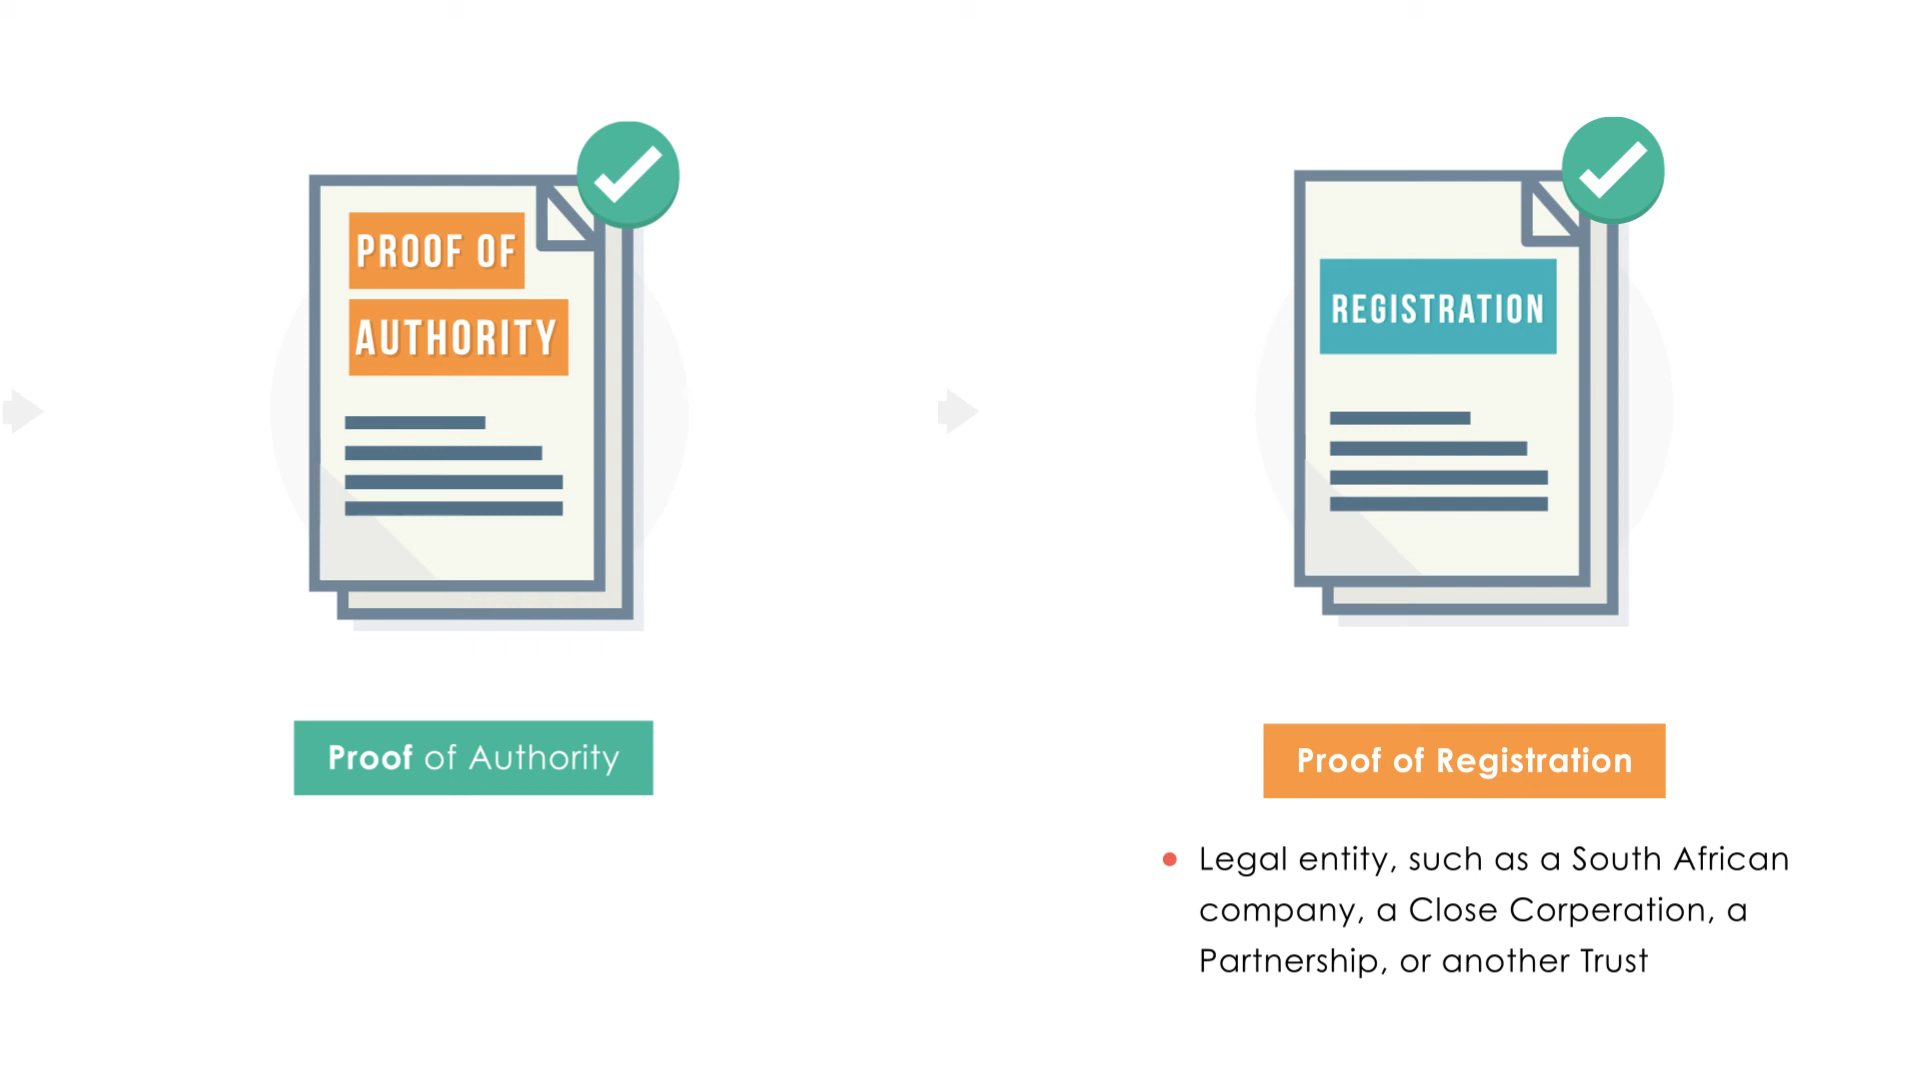 PROOF OF
AUTHORITY
Proof of Authority
REGISTRATION
Proof of Registration
Legal entity, such as a South African
company, a Close Corperation, a
Partnership, or another Trust